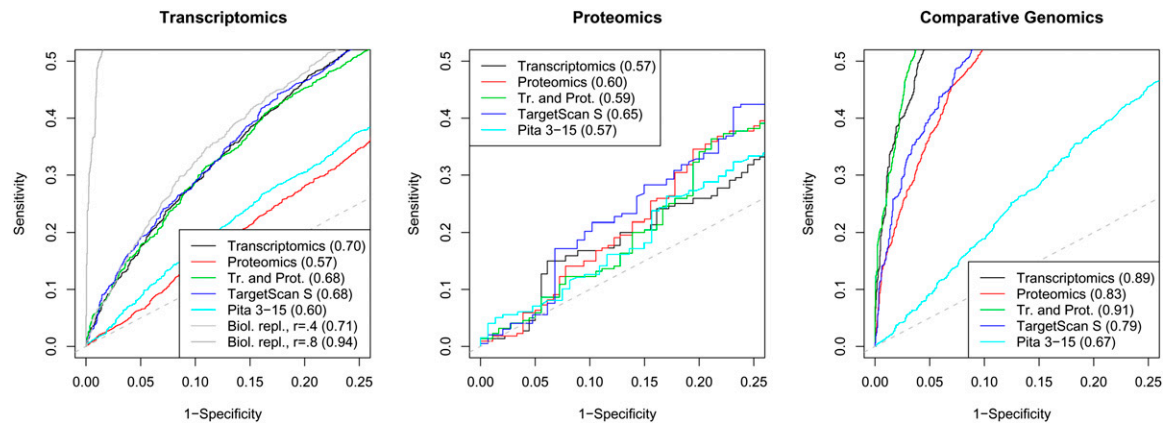 Transcriptomics
Sensitivity
0.5
0.4
0.3
0.2
0.1
0.0
Transcriptomics (0.70)
Proteomics (0.57)
Tr. and Prot. (0.68)
TargetScan S (0.68)
Pita 3−15 (0.60)
Biol. repl., r=.4 (0.71)
Biol. repl., r=.8 (0.94)
0.00 0.05 0.10 0.15 0.20 0.25
1−Specificity
Proteomics
Sensitivity
0.5
0.4
0.3
0.2
0.1
0.0
Transcriptomics (0.57)
Proteomics (0.60)
Tr. and Prot. (0.59)
TargetScan S (0.65)
Pita 3−15 (0.57)
0.00 0.05 0.10 0.15 0.20 0.25
1−Specificity
Comparative Genomics
Sensitivity
0.5
0.4
0.3
0.2
0.1
0.0
Transcriptomics (0.89)
Proteomics (0.83)
Tr. and Prot. (0.91)
TargetScan S (0.79)
Pita 3−15 (0.67)
0.00 0.05 0.10 0.15 0.20 0.25
1−Specificity